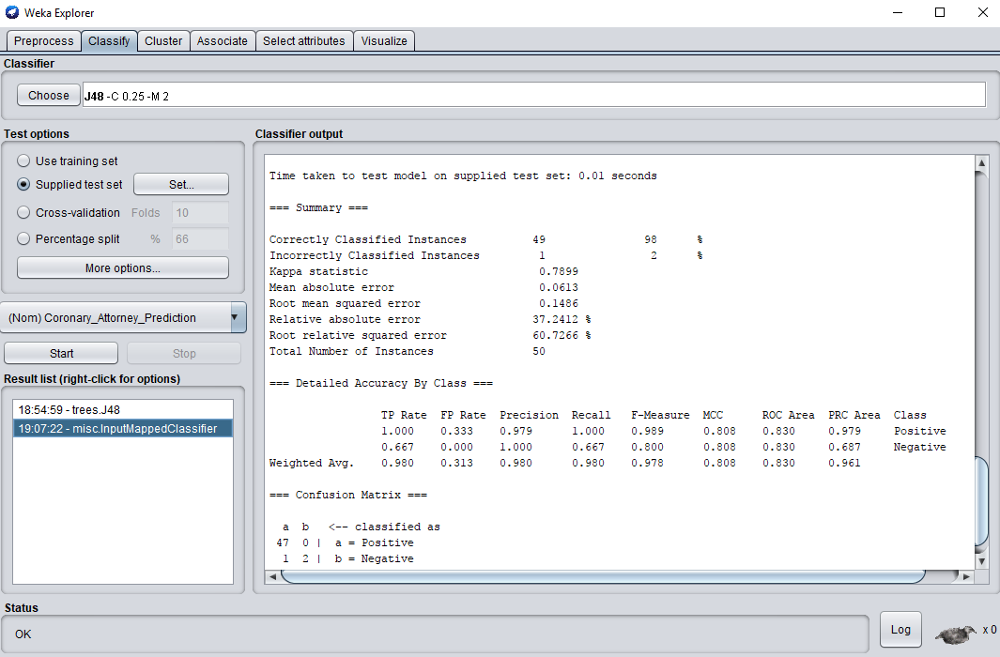 Weka Explorer
Preprocess Classify Cluster Associate Select attributes Visualize
Classifier
Choose J48 -C 0.25 -M 2
Test options
Use training set
Supplied test set Set...
Cross-validation Folds 10
Percentage split % 66
More options...
(Nom) Coronary_Attorney_Prediction
Start Stop
Result list (right-click for options)
18:54:59 - trees.J48
19:07:22 - misc.InputMappedClassifier
Classifier output
Time taken to test model on supplied test set: 0.01 seconds
=== Summary ===
Correctly Classified Instances 49 98 %
Incorrectly Classified Instances 1 2 %
Kappa statistic 0.7899
Mean absolute error 0.0613
Root mean squared error 0.1486
Relative absolute error 37.2412 %
Root relative squared error 60.7266 %
Total Number of Instances 50
=== Detailed Accuracy By Class ===
TP Rate FP Rate Precision Recall F-Measure MCC ROC Area PRC Area Class
1.000 0.333 0.979 1.000 0.989 0.808 0.830 0.979 Positive
0.667 0.000 1.000 0.667 0.800 0.808 0.830 0.687 Negative
Weighted Avg. 0.980 0.313 0.980 0.980 0.978 0.808 0.830 0.961
=== Confusion Matrix ===
a b <-- classified as
47 0 | a = Positive
1 2 | b = Negative
Status
OK
Log x 0